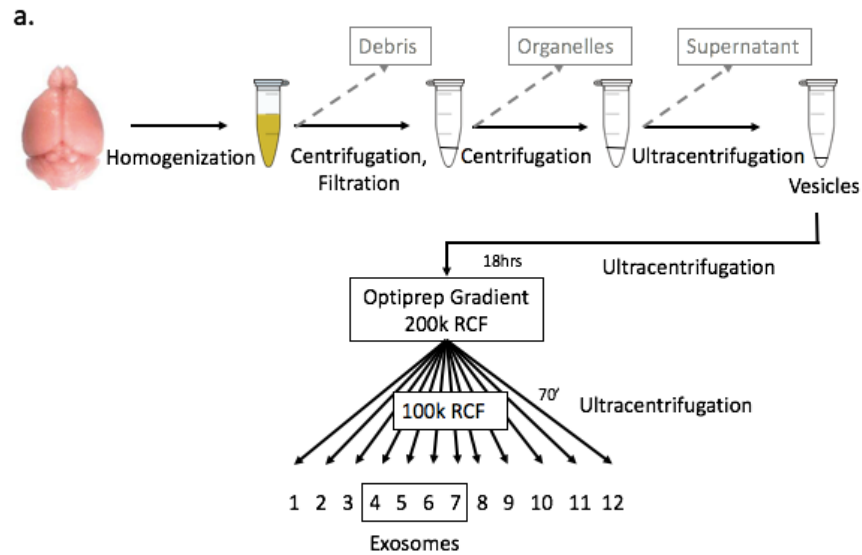 a.
Debris
Organelles
Supernatant
Homogenization
Centrifugation,
Filtration
Centrifugation
Ultracentrifugation
Vesicles
18hrs
Ultracentrifugation
Optiprep Gradient
200k RCF
70′
Ultracentrifugation
100k RCF
1 2 3 4 5 6 7 8 9 10 11 12
Exosomes